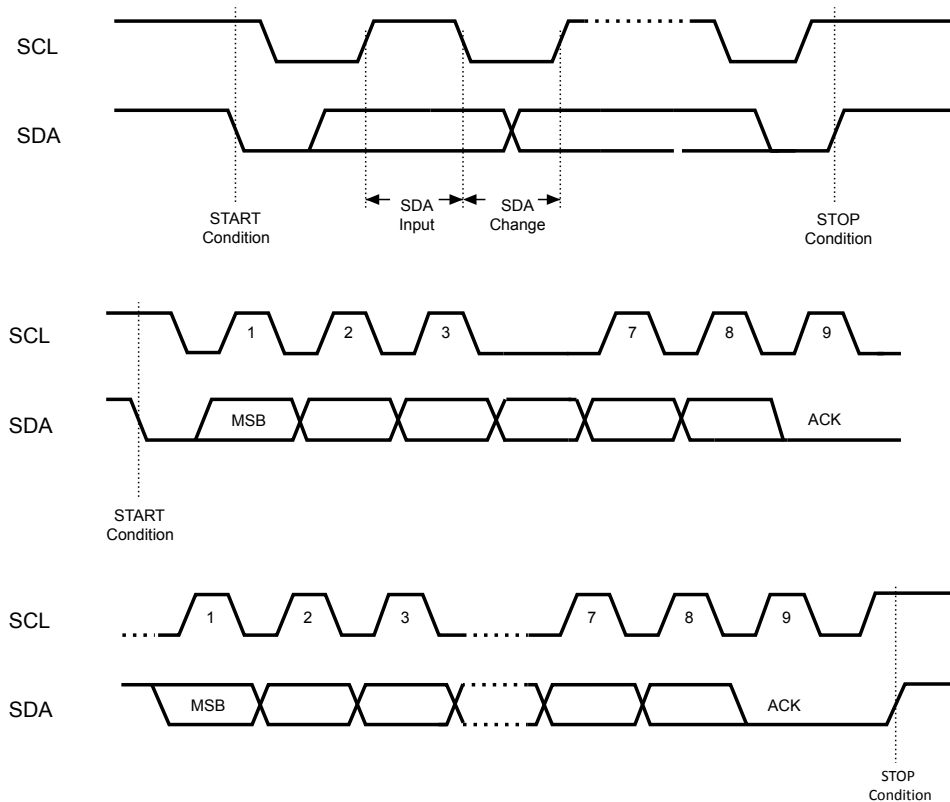 SCL
SDA
START
Condition
SDA
Input
SDA
Change
STOP
Condition
SCL
1
2
3
7
8
9
SDA
MSB
ACK
START
Condition
SCL
1
2
3
7
8
9
SDA
MSB
ACK
STOP
Condition